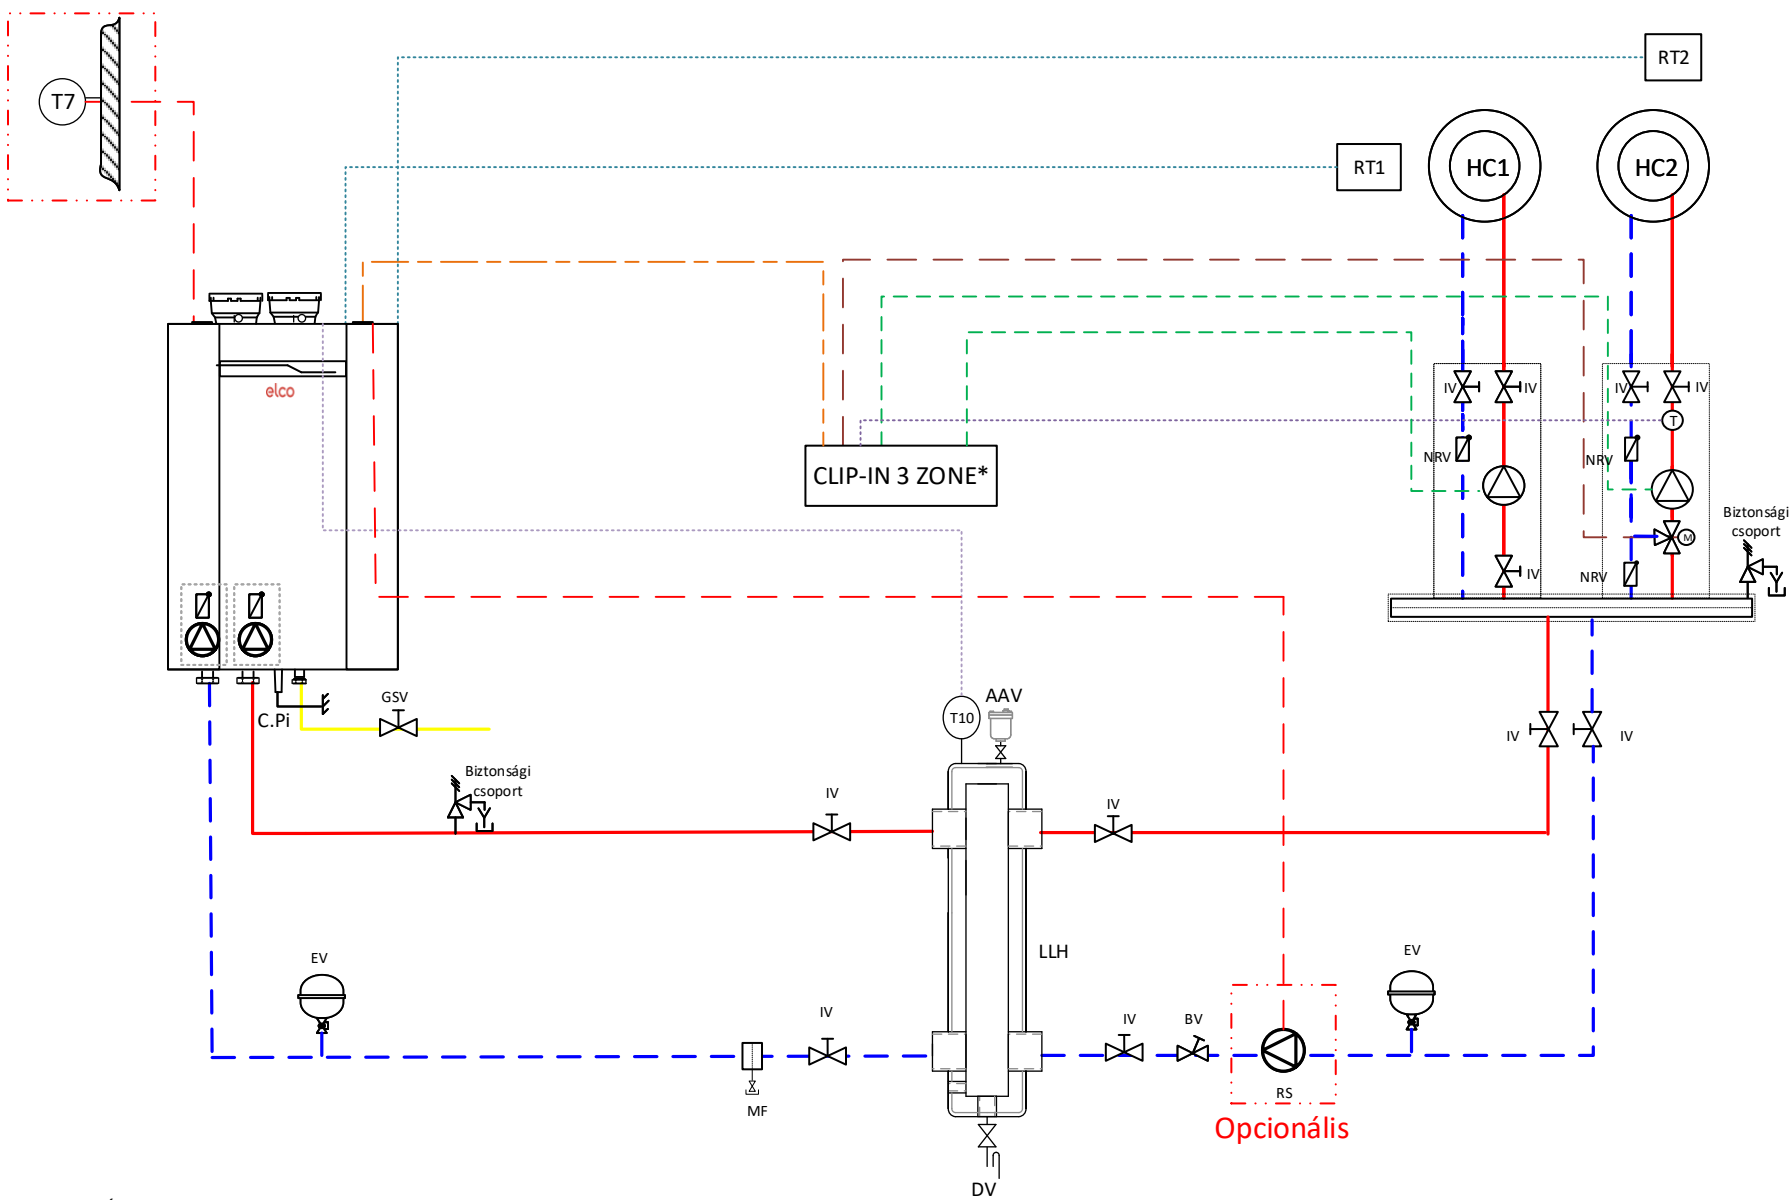 T7
RT2
RT1
HC1
HC2
elco
IV
IV
IV
IV
T
CLIP-IN 3 ZONE*
NRV
NRV
M
Biztonsági
csoport
IV
NRV
GSV
C.Pi
T10
AAV
IV
IV
Biztonsági
csoport
IV
IV
LLH
EV
EV
IV
IV
BV
MF
RS
Opcionális
DV